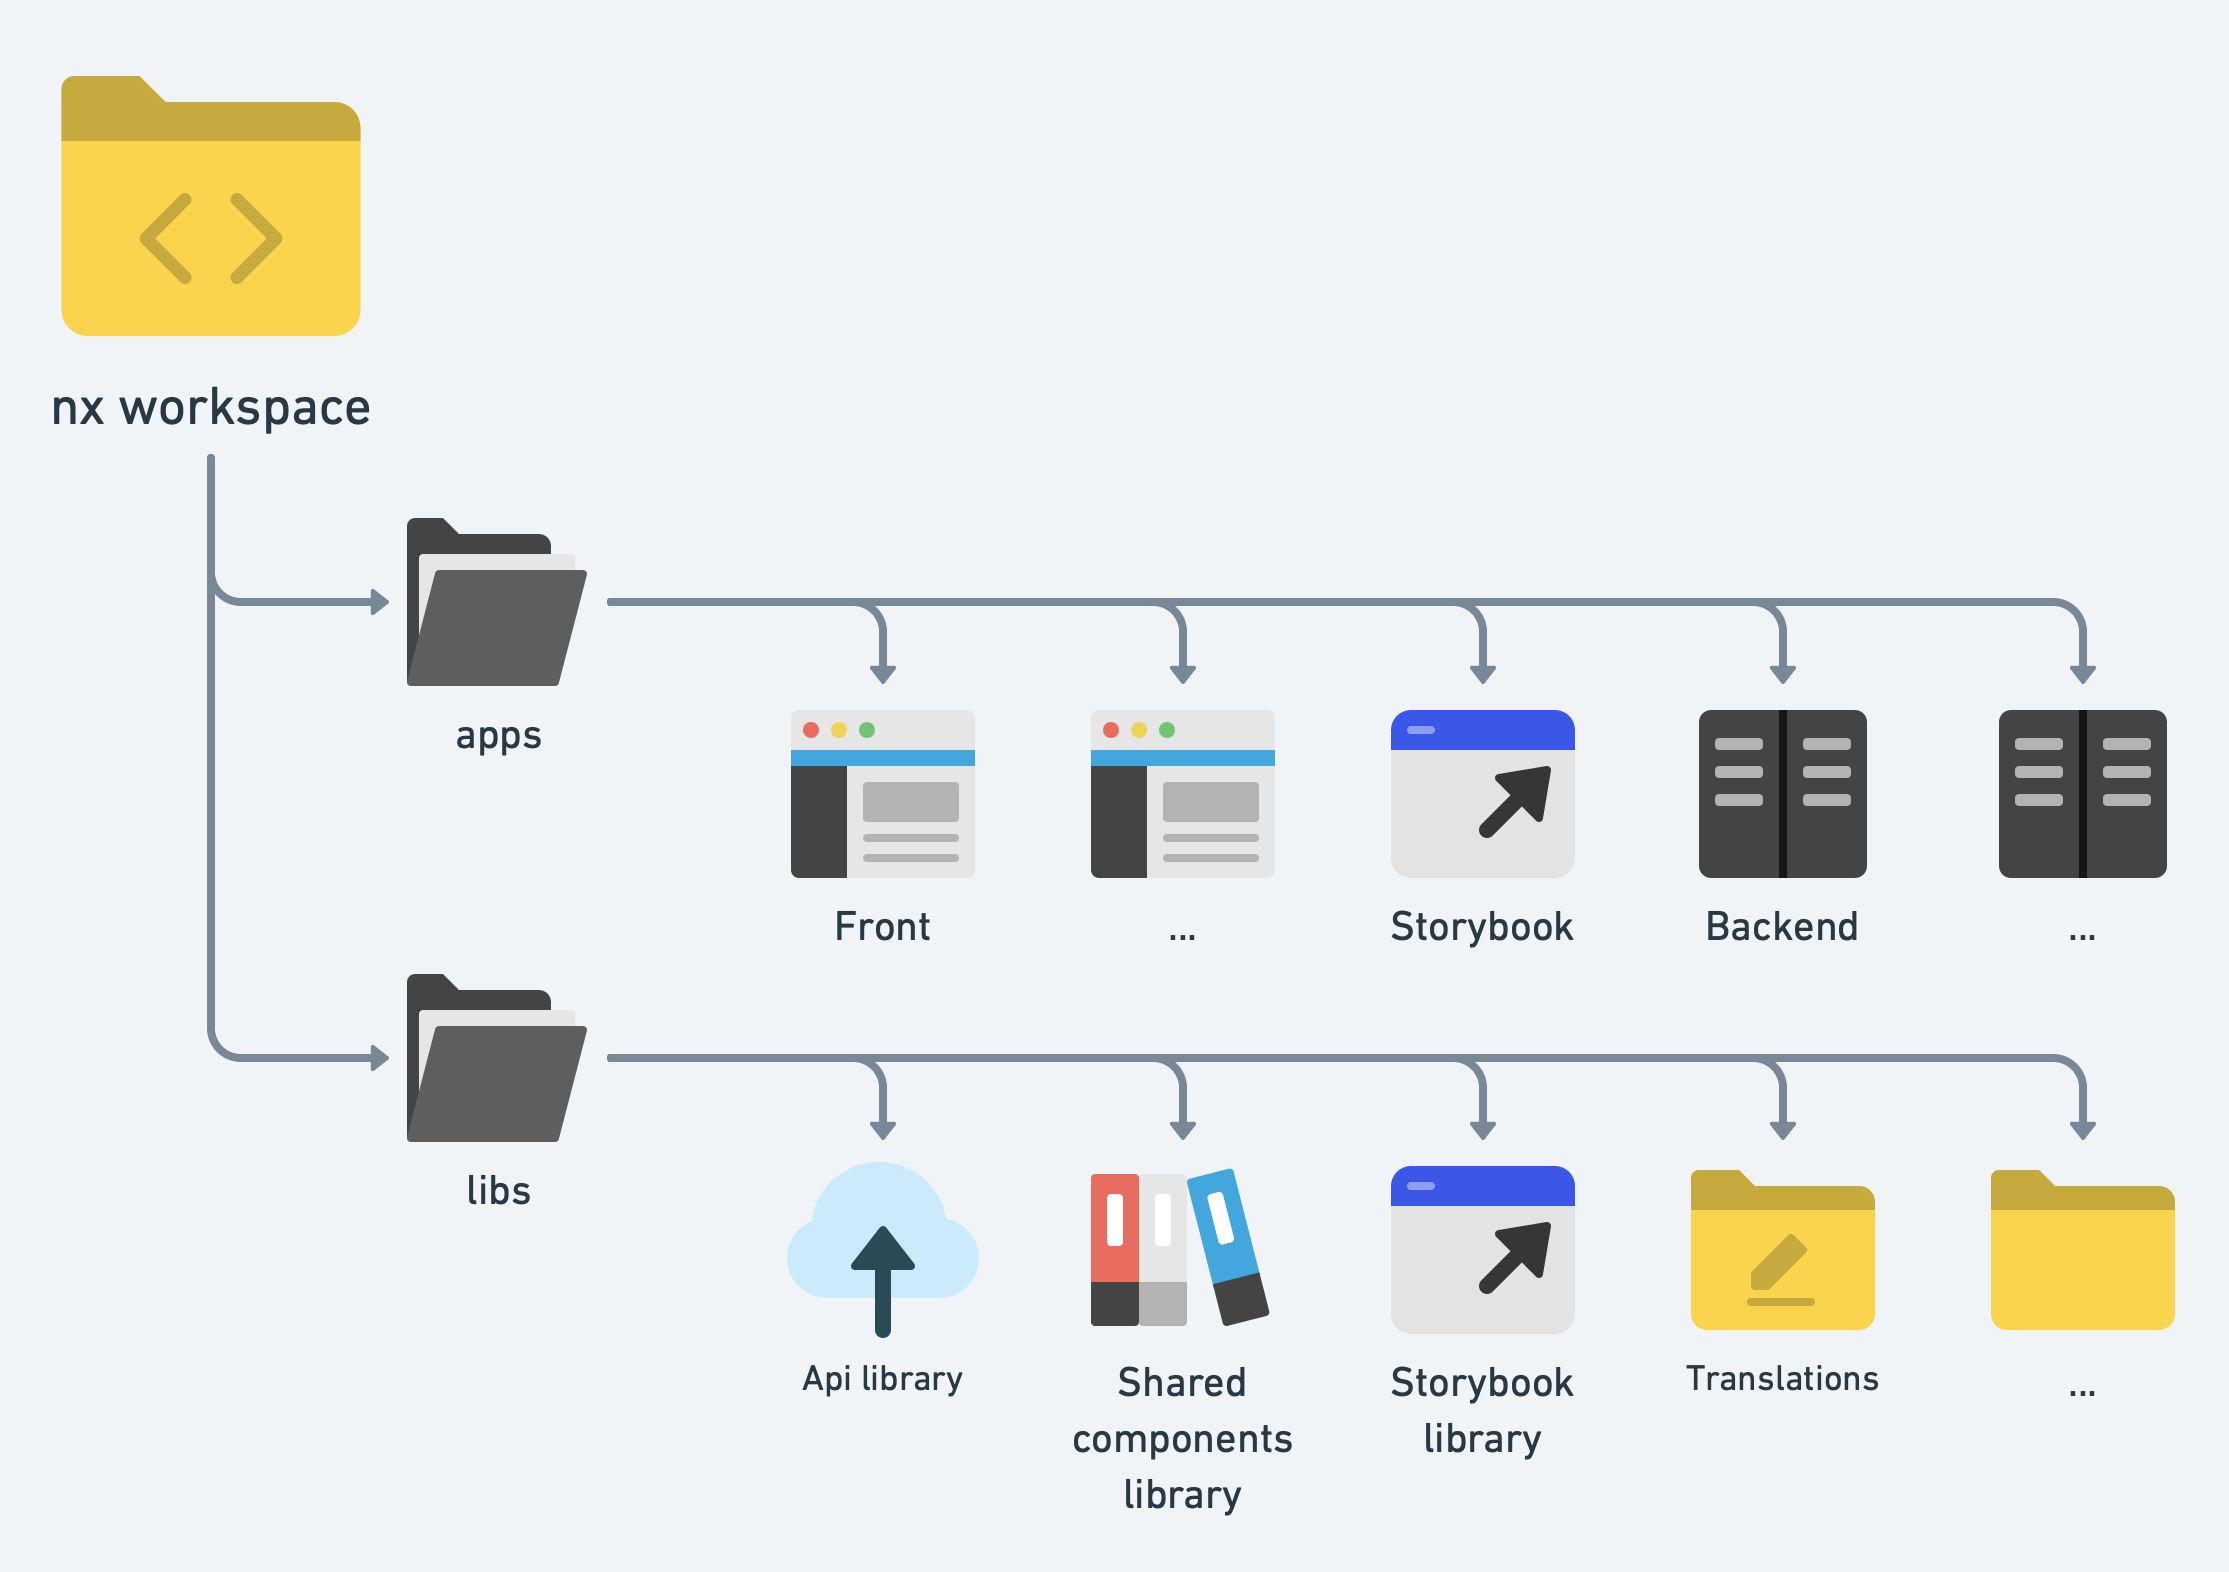 nx workspace
apps
Front
...
Storybook
Backend
...
libs
Api library
Shared
components
library
Storybook
library
Translations
...